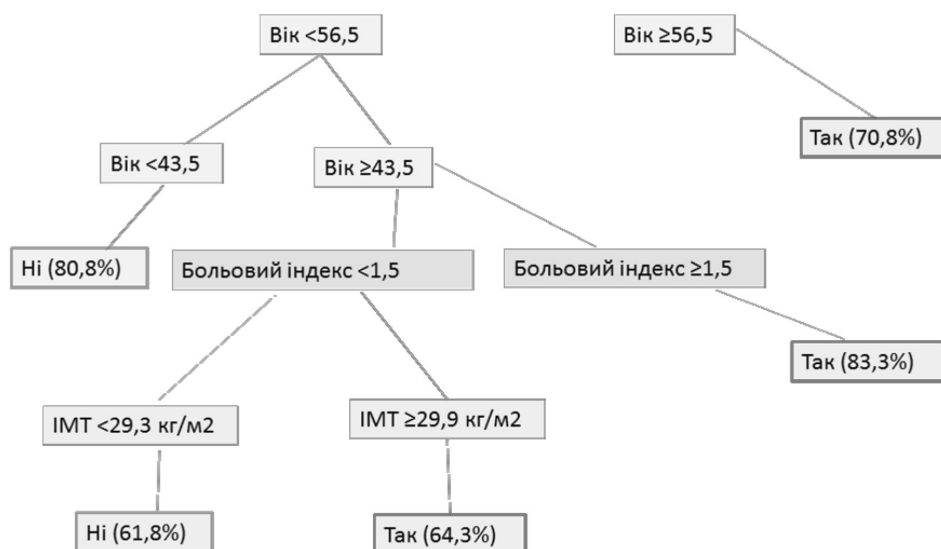 Вік <56,5
Вік ≥56,5
Так (70,8%)
Вік <43,5
Вік ≥43,5
Ні (80,8%)
Больовий індекс <1,5
Больовий індекс ≥1,5
Так (83,3%)
ІМТ <29,3 кг/м2
ІМТ ≥29,9 кг/м2
Ні (61,8%)
Так (64,3%)